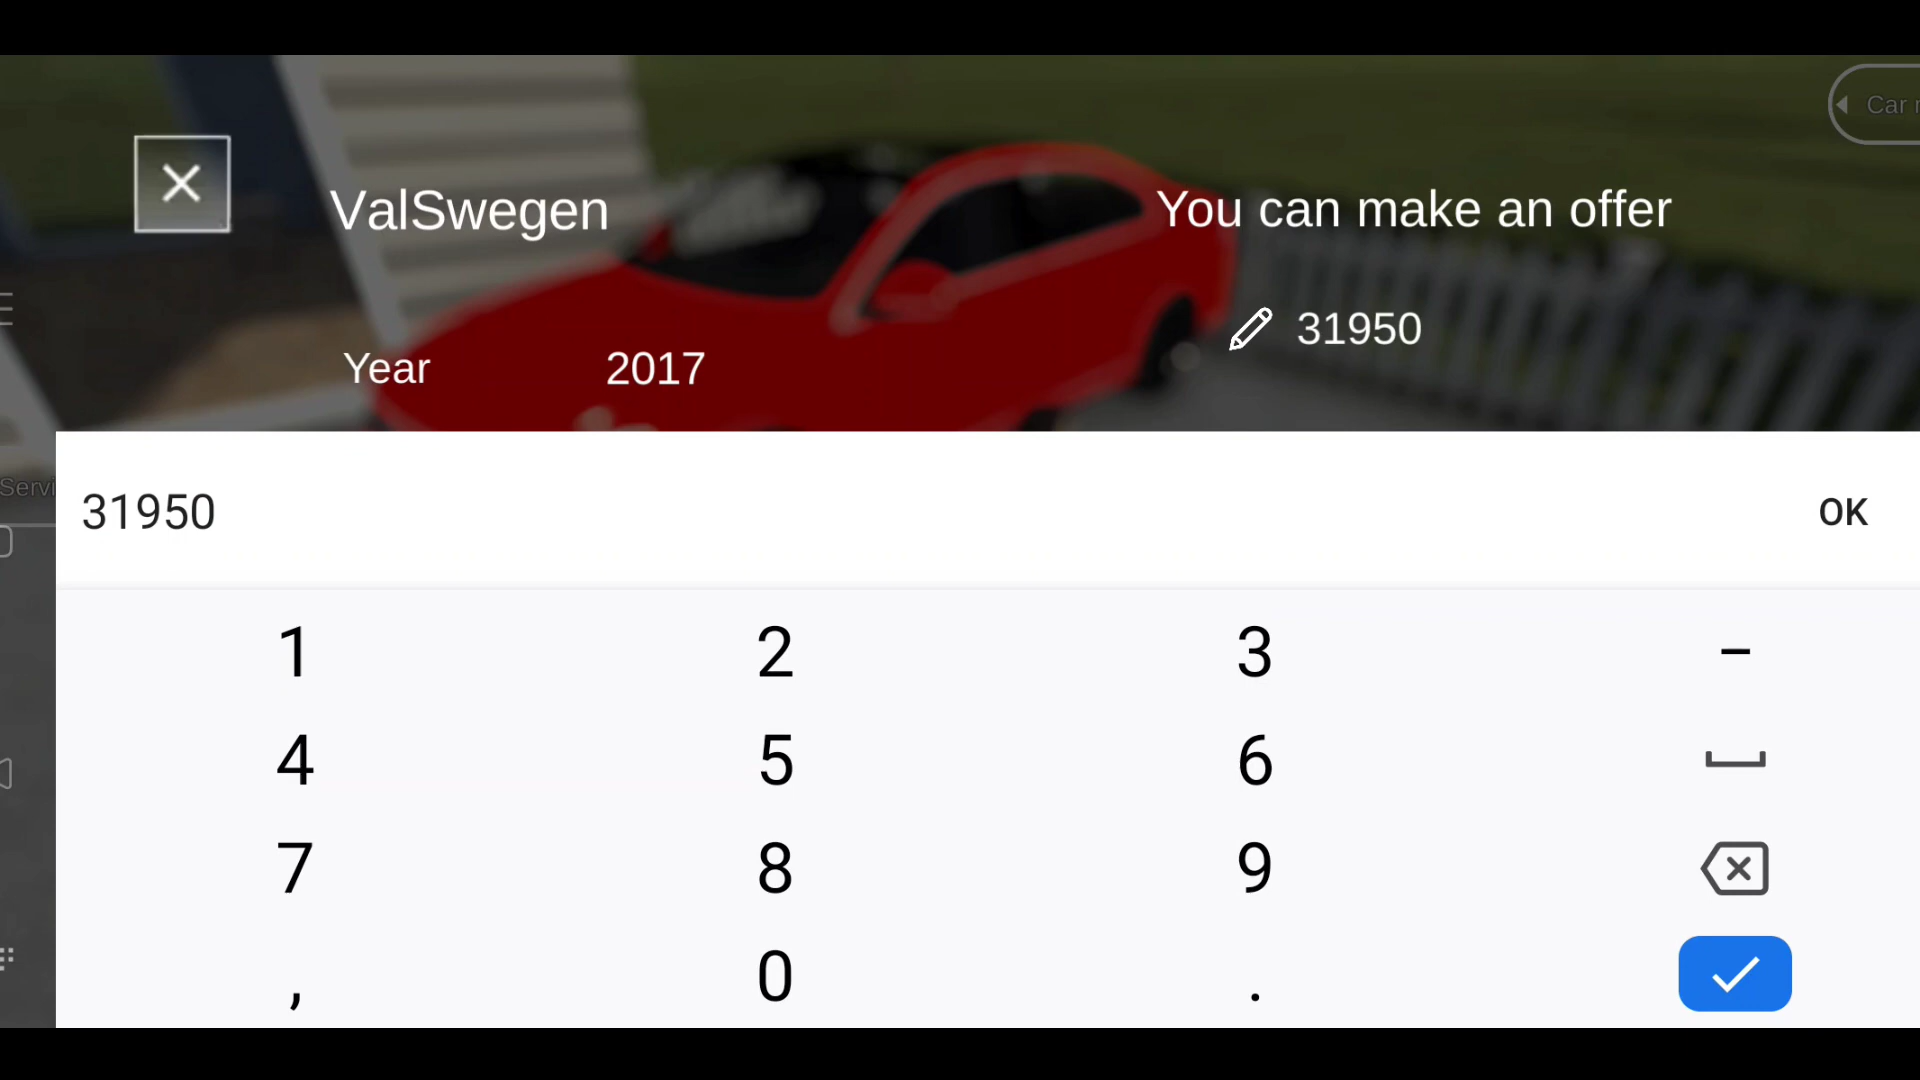 Car
ValSwegen
You can make an offer
31950
Year 2017
Servi
31950
OK
1 2 3 –
4 5 6
7 8 9
, 0 .